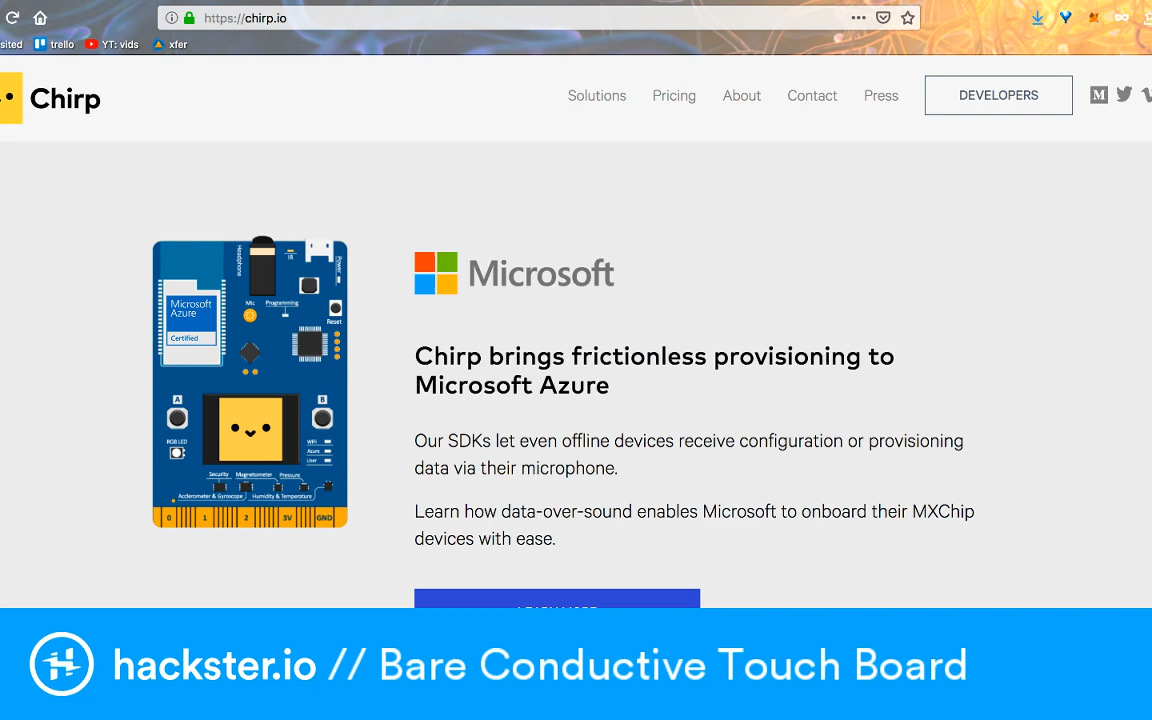 https://chirp.io
sited trello YT: vids xfer
Chirp
Solutions Pricing About Contact Press DEVELOPERS
Headphone
IR
Power
Microsoft
Azure
Certified
Mic Programming
Reset
A
B
RGB LED
WiFi
Azure
User
Security Magnetometer Pressure
Acclerometer & Gyroscope Humidity & Temperature
0 1 2 3V GND
Microsoft
Chirp brings frictionless provisioning to
Microsoft Azure
Our SDKs let even offline devices receive configuration or provisioning
data via their microphone.
Learn how data-over-sound enables Microsoft to onboard their MXChip
devices with ease.
hackster.io // Bare Conductive Touch Board